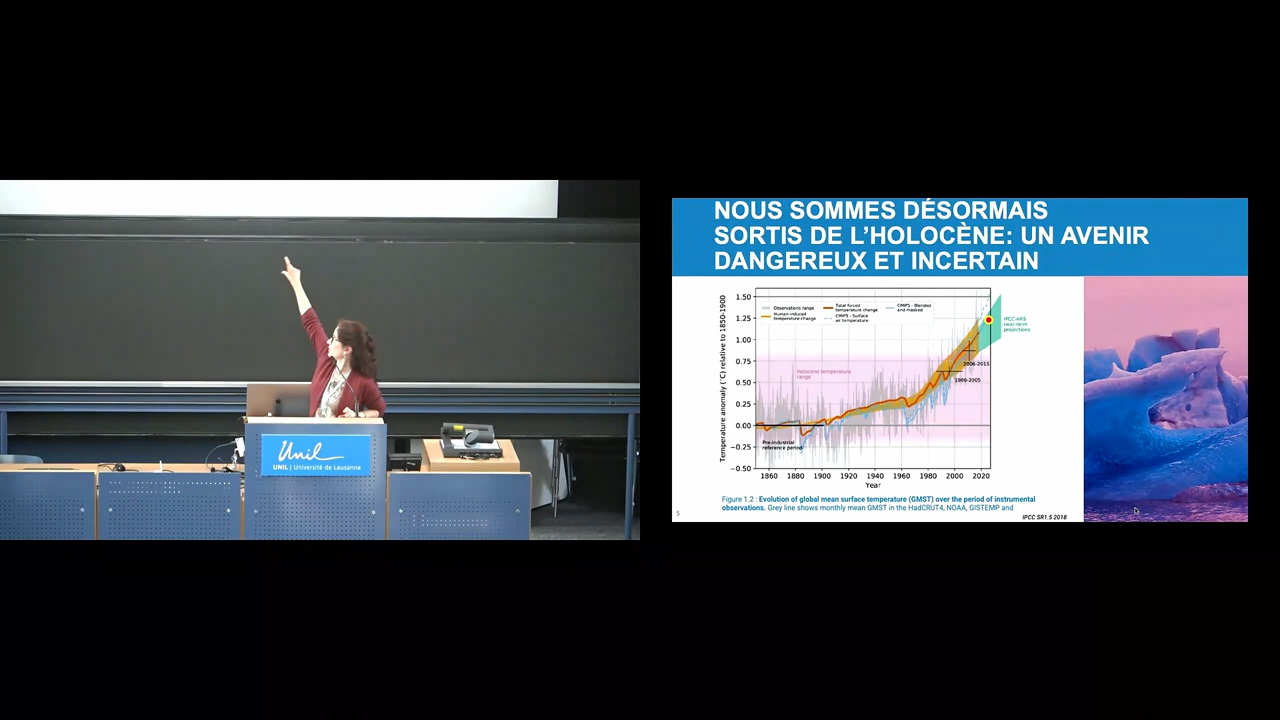 Unil
UNIL | Université de Lausanne
NOUS SOMMES DÉSORMAIS
SORTIS DE L'HOLOCÈNE: UN AVENIR
DANGEREUX ET INCERTAIN
Temperature anomaly (°C) relative to 1850-1900
1.50
1.25
1.00
0.75
0.50
0.25
0.00
−0.25
−0.50
Observations range
Human-induced
temperature change
Total forced
temperature change
CMIP5 - Surface
air temperature
CMIP5 - Blended
and masked
IPCC-AR5
near term
projections
Holocene temperature
range
2006-2015
1986-2005
Pre-industrial
reference period
1860 1880 1900 1920 1940 1960 1980 2000 2020
Year
Figure 1.2 : Evolution of global mean surface temperature (GMST) over the period of instrumental
observations. Grey line shows monthly mean GMST in the HadCRUT4, NOAA, GISTEMP and
5
IPCC SR1.5 2018